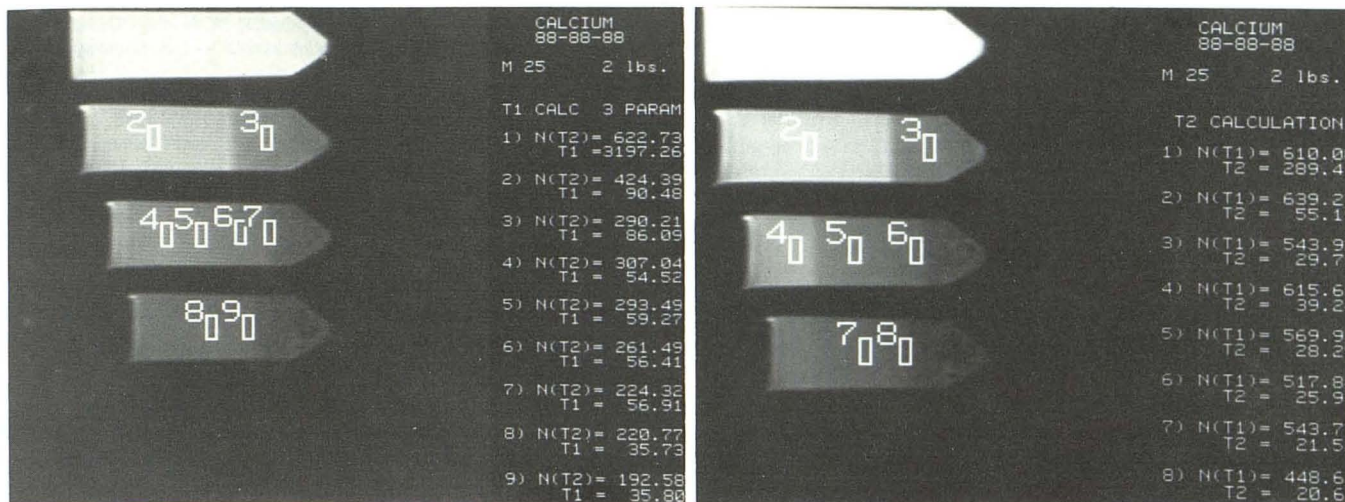 CALCIUM
88-88-88
M 25 2 lbs.
T1 CALC 3 PARAM
1) N(T2)= 622.73
T1 =3197.26
2) N(T2)= 424.39
T1 = 90.48
3) N(T2)= 290.21
T1 = 86.09
4) N(T2)= 307.04
T1 = 54.52
5) N(T2)= 293.49
T1 = 59.27
6) N(T2)= 261.49
T1 = 56.41
7) N(T2)= 224.32
T1 = 56.91
8) N(T2)= 220.77
T1 = 35.73
9) N(T2)= 192.58
T1 = 35.80
2 3
4 5 6 7
8 9
CALCIUM
88-88-88
M 25 2 lbs.
T2 CALCULATION
1) N(T1)= 610.0
T2 = 289.4
2) N(T1)= 639.2
T2 = 55.1
3) N(T1)= 543.9
T2 = 29.7
4) N(T1)= 615.6
T2 = 39.2
5) N(T1)= 569.9
T2 = 28.2
6) N(T1)= 517.8
T2 = 25.9
7) N(T1)= 543.7
T2 = 21.5
8) N(T1)= 448.6
T2 = 20.6
2 3
4 5 6
7 8